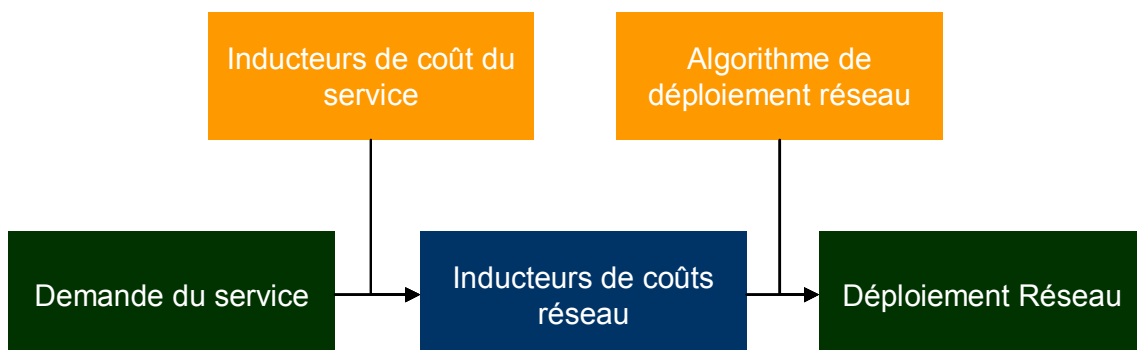 Inducteurs de coût du
service
Algorithme de
déploiement réseau
Demande du service
Inducteurs de coûts
réseau
Déploiement Réseau